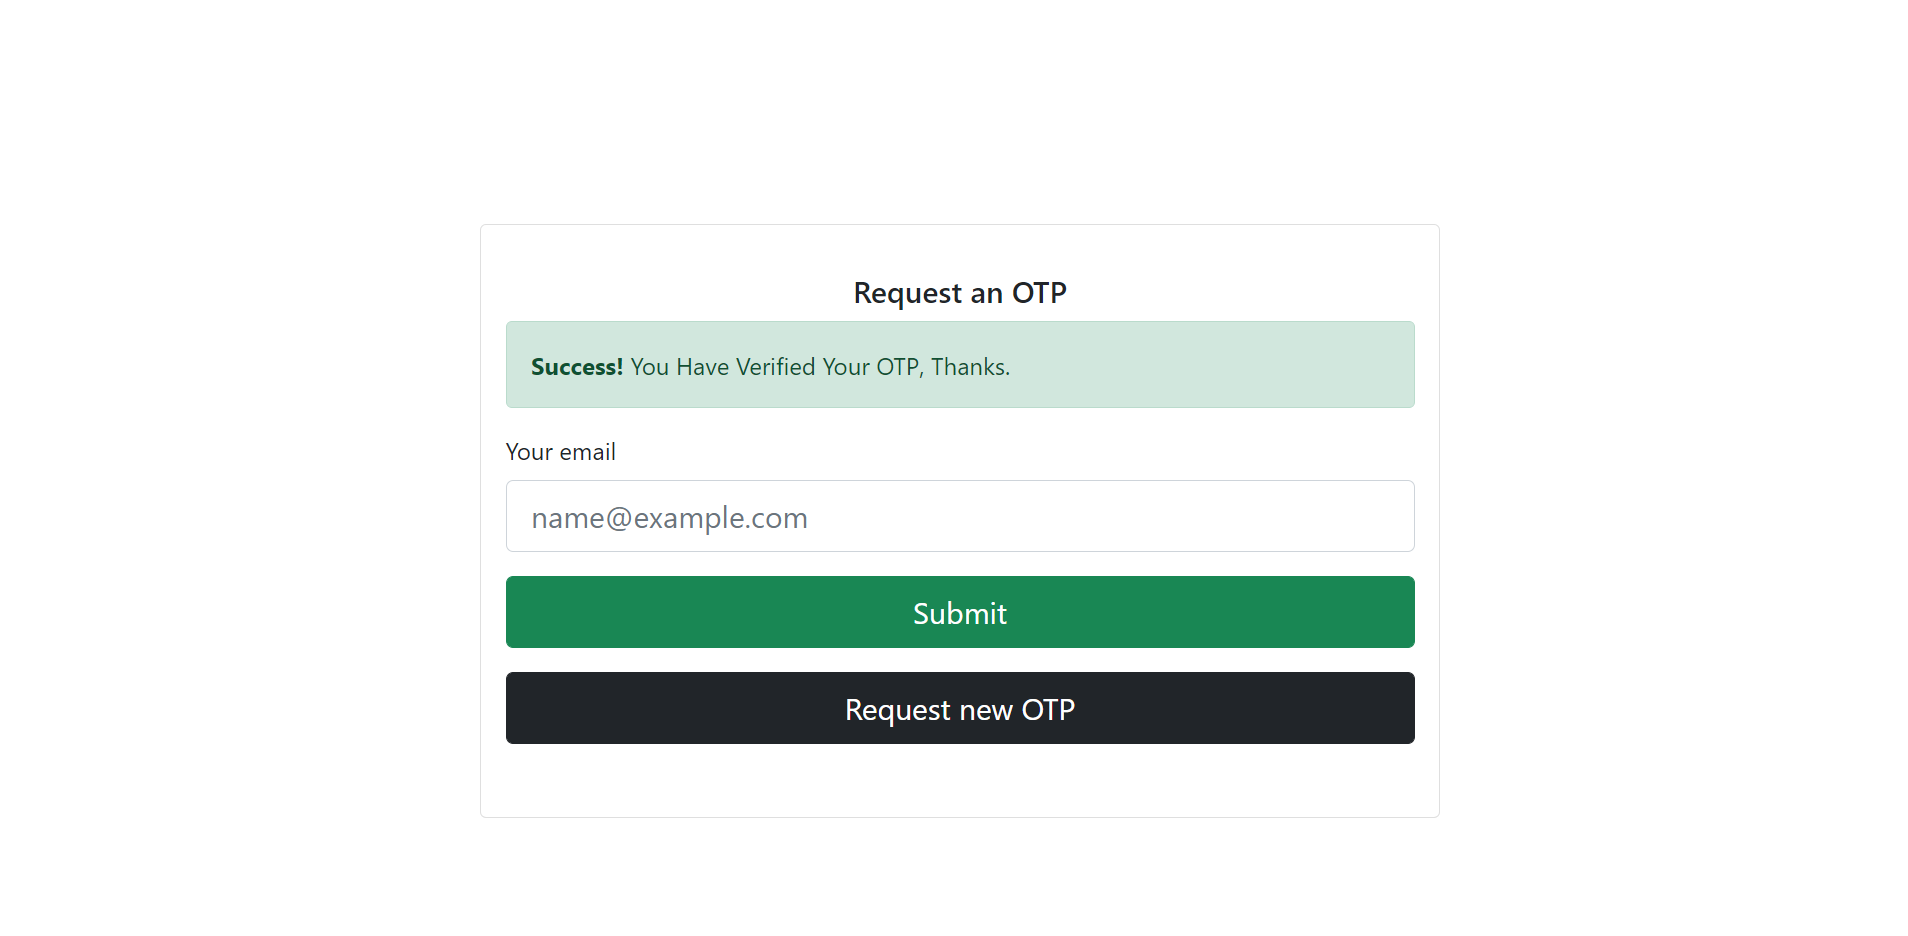 Request an OTP
Success! You Have Verified Your OTP, Thanks.
Your email
name@example.com
Submit
Request new OTP